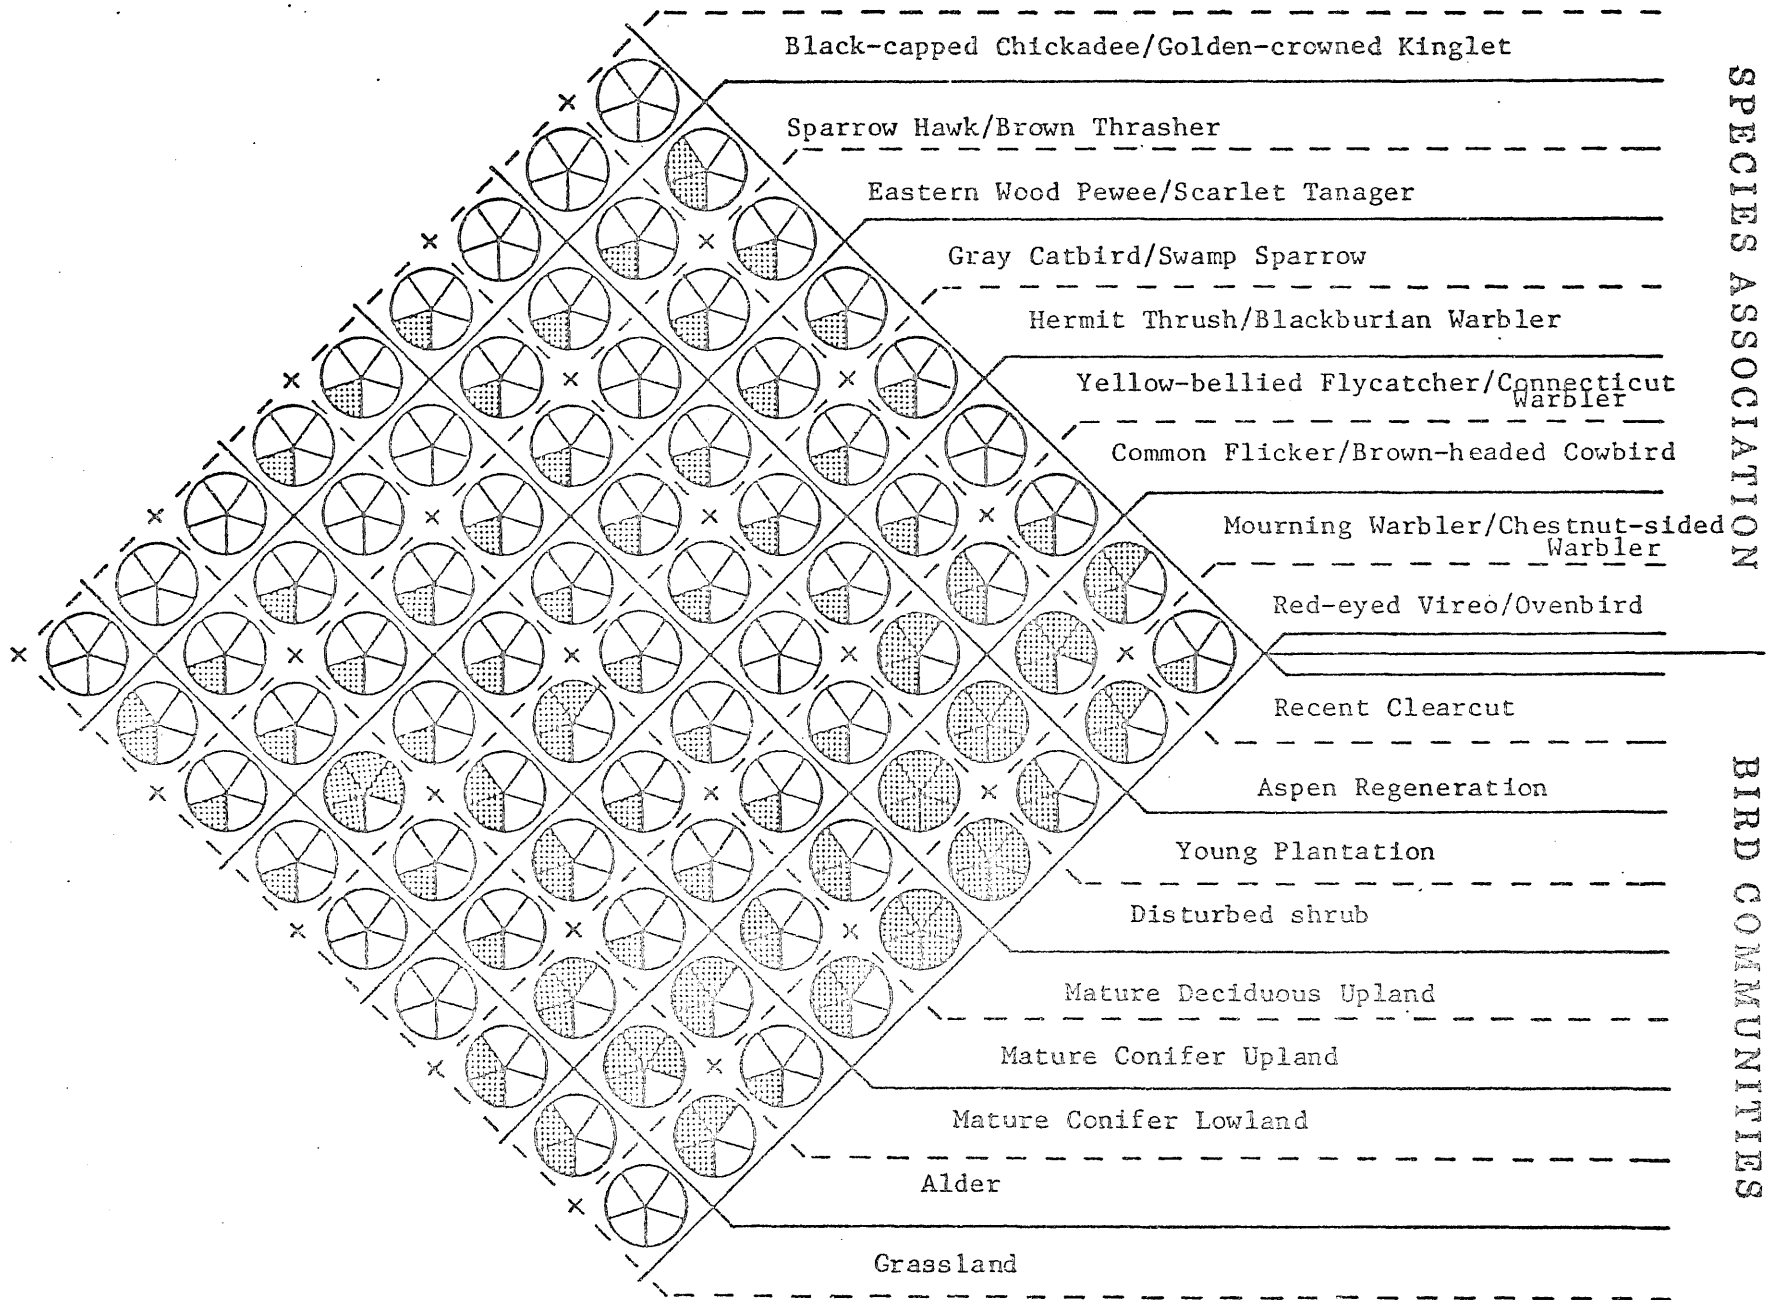 Black-capped Chickadee/Golden-crowned Kinglet
Sparrow Hawk/Brown Thrasher
Eastern Wood Pewee/Scarlet Tanager
Gray Catbird/Swamp Sparrow
Hermit Thrush/Blackburian Warbler
Yellow-bellied Flycatcher/Connecticut
Warbler
Common Flicker/Brown-headed Cowbird
Mourning Warbler/Chestnut-sided
Warbler
Red-eyed Vireo/Ovenbird
SPECIES ASSOCIATION
Recent Clearcut
Aspen Regeneration
Young Plantation
Disturbed shrub
Mature Deciduous Upland
Mature Conifer Upland
Mature Conifer Lowland
Alder
Grassland
BIRD COMMUNITIES